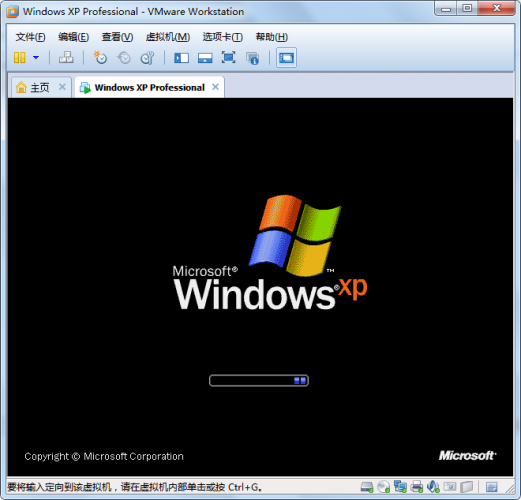 Windows XP Professional - VMware Workstation
文件(F) 编辑(E) 查看(V) 虚拟机(M) 选项卡(T) 帮助(H)
主页 Windows XP Professional
Microsoft®
Windows®xp™
Copyright © Microsoft Corporation
Microsoft®
要将输入定向到该虚拟机，请在虚拟机内部单击或按 Ctrl+G。